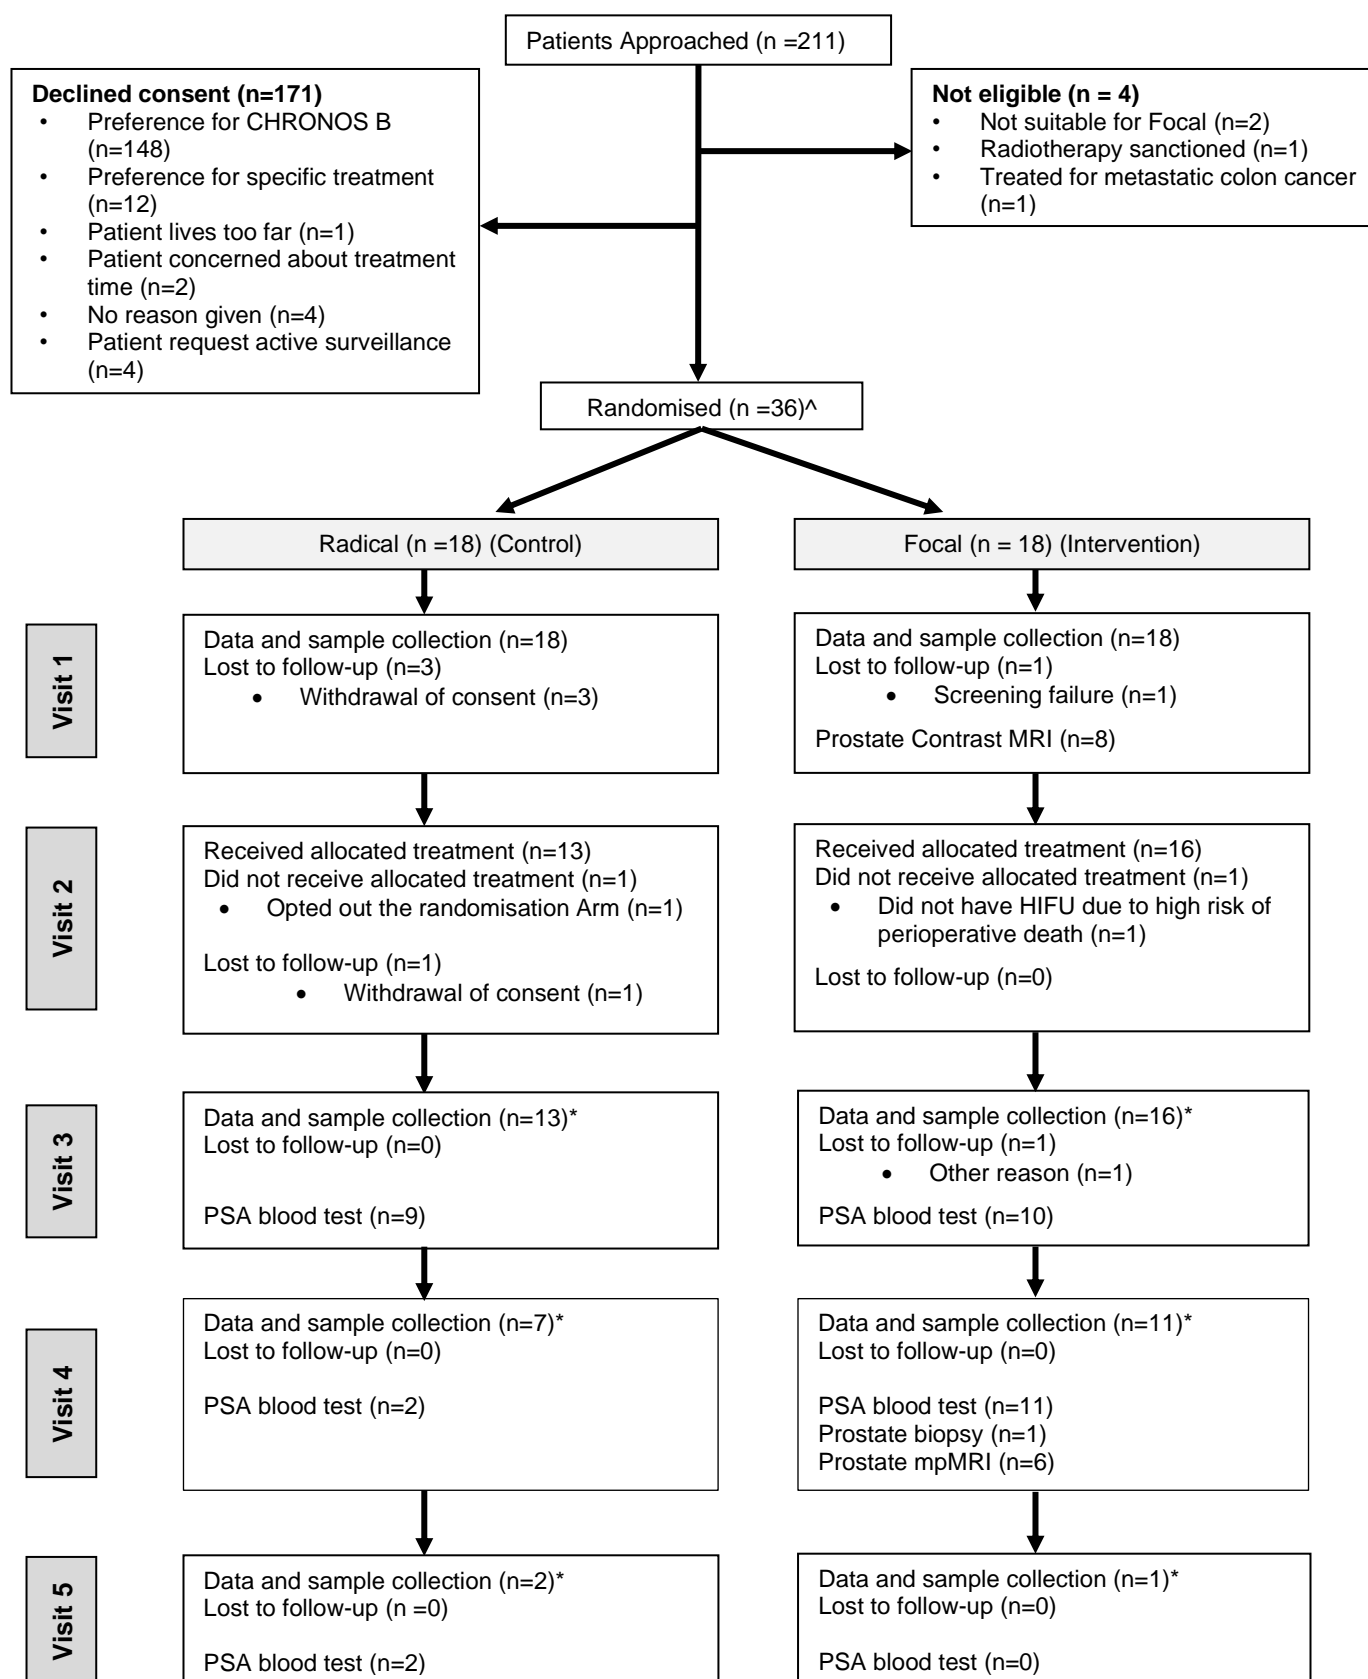 Patients Approached (n =211)
Declined consent (n=171)
• Preference for CHRONOS B
(n=148)
• Preference for specific treatment
(n=12)
• Patient lives too far (n=1)
• Patient concerned about treatment
time (n=2)
• No reason given (n=4)
• Patient request active surveillance
(n=4)
Not eligible (n = 4)
• Not suitable for Focal (n=2)
• Radiotherapy sanctioned (n=1)
• Treated for metastatic colon cancer
(n=1)
Randomised (n =36)^
Radical (n =18) (Control)
Focal (n = 18) (Intervention)
Visit 1
Data and sample collection (n=18)
Lost to follow-up (n=3)
• Withdrawal of consent (n=3)
Data and sample collection (n=18)
Lost to follow-up (n=1)
• Screening failure (n=1)
Prostate Contrast MRI (n=8)
Visit 2
Received allocated treatment (n=13)
Did not receive allocated treatment (n=1)
• Opted out the randomisation Arm (n=1)
Lost to follow-up (n=1)
• Withdrawal of consent (n=1)
Received allocated treatment (n=16)
Did not receive allocated treatment (n=1)
• Did not have HIFU due to high risk of
perioperative death (n=1)
Lost to follow-up (n=0)
Visit 3
Data and sample collection (n=13)*
Lost to follow-up (n=0)
PSA blood test (n=9)
Data and sample collection (n=16)*
Lost to follow-up (n=1)
• Other reason (n=1)
PSA blood test (n=10)
Visit 4
Data and sample collection (n=7)*
Lost to follow-up (n=0)
PSA blood test (n=2)
Data and sample collection (n=11)*
Lost to follow-up (n=0)
PSA blood test (n=11)
Prostate biopsy (n=1)
Prostate mpMRI (n=6)
Visit 5
Data and sample collection (n=2)*
Lost to follow-up (n =0)
PSA blood test (n=2)
Data and sample collection (n=1)*
Lost to follow-up (n=0)
PSA blood test (n=0)